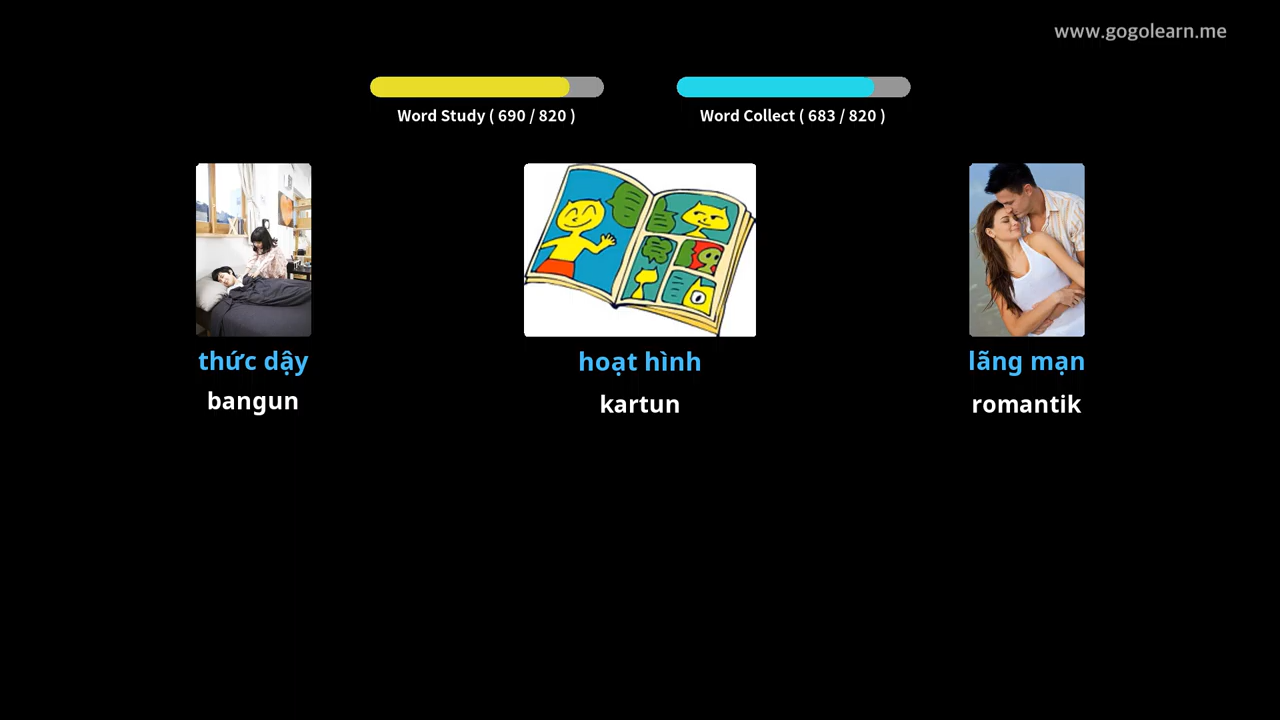 www.gogolearn.me
Word Study ( 690 / 820 )
Word Collect ( 683 / 820 )
thức dậy
bangun
hoạt hình
kartun
lãng mạn
romantik